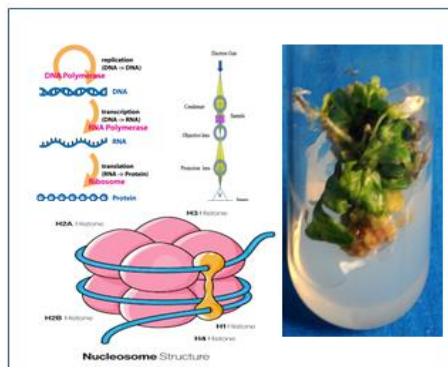 replication
(DNA -> DNA)
DNA Polymerase
DNA
transcription
(DNA -> RNA)
RNA Polymerase
RNA
translation
(RNA -> Protein)
Ribosome
Protein
Electron Gun
Condenser
Sample
Objective lens
Projection lens
H3 Histone
H2A Histone
H2B Histone
H1 Histone
H4 Histone
Nucleosome Structure